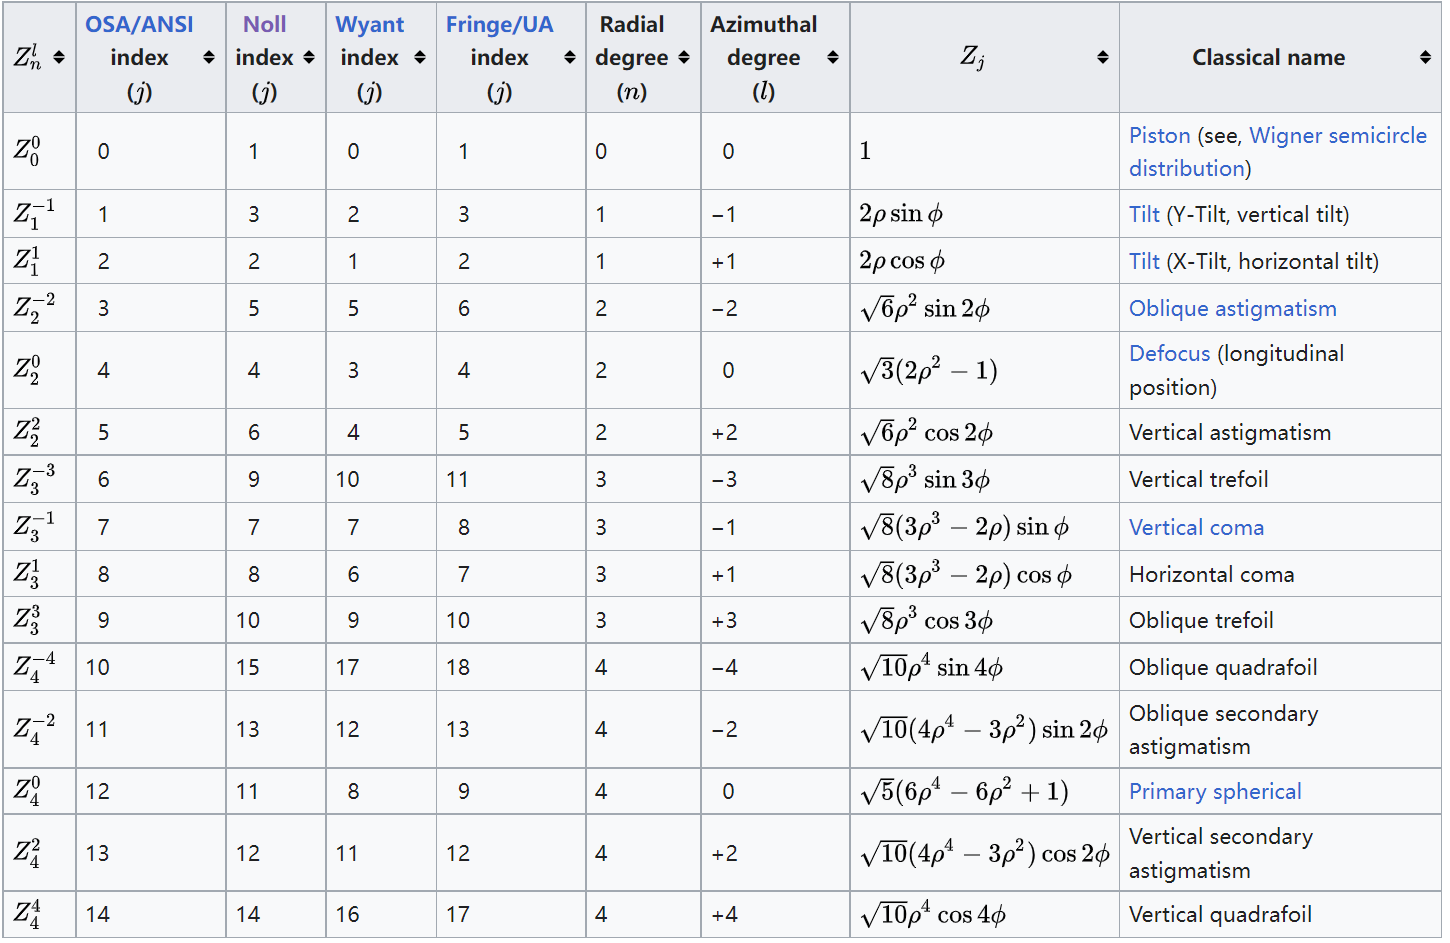 $Z_n^l$ OSA/ANSI index ($j$) Noll index ($j$) Wyant index ($j$) Fringe/UA index ($j$) Radial degree ($n$) Azimuthal degree ($l$) $Z_j$ Classical name
$Z_0^0$ 0 1 0 1 0 0 $1$ Piston (see, Wigner semicircle distribution)
$Z_1^{-1}$ 1 3 2 3 1 −1 $2\rho \sin \phi$ Tilt (Y-Tilt, vertical tilt)
$Z_1^1$ 2 2 1 2 1 +1 $2\rho \cos \phi$ Tilt (X-Tilt, horizontal tilt)
$Z_2^{-2}$ 3 5 5 6 2 −2 $\sqrt{6}\rho^2 \sin 2\phi$ Oblique astigmatism
$Z_2^0$ 4 4 3 4 2 0 $\sqrt{3}(2\rho^2 - 1)$ Defocus (longitudinal position)
$Z_2^2$ 5 6 4 5 2 +2 $\sqrt{6}\rho^2 \cos 2\phi$ Vertical astigmatism
$Z_3^{-3}$ 6 9 10 11 3 −3 $\sqrt{8}\rho^3 \sin 3\phi$ Vertical trefoil
$Z_3^{-1}$ 7 7 7 8 3 −1 $\sqrt{8}(3\rho^3 - 2\rho) \sin \phi$ Vertical coma
$Z_3^1$ 8 8 6 7 3 +1 $\sqrt{8}(3\rho^3 - 2\rho) \cos \phi$ Horizontal coma
$Z_3^3$ 9 10 9 10 3 +3 $\sqrt{8}\rho^3 \cos 3\phi$ Oblique trefoil
$Z_4^{-4}$ 10 15 17 18 4 −4 $\sqrt{10}\rho^4 \sin 4\phi$ Oblique quadrafoil
$Z_4^{-2}$ 11 13 12 13 4 −2 $\sqrt{10}(4\rho^4 - 3\rho^2) \sin 2\phi$ Oblique secondary astigmatism
$Z_4^0$ 12 11 8 9 4 0 $\sqrt{5}(6\rho^4 - 6\rho^2 + 1)$ Primary spherical
$Z_4^2$ 13 12 11 12 4 +2 $\sqrt{10}(4\rho^4 - 3\rho^2) \cos 2\phi$ Vertical secondary astigmatism
$Z_4^4$ 14 14 16 17 4 +4 $\sqrt{10}\rho^4 \cos 4\phi$ Vertical quadrafoil